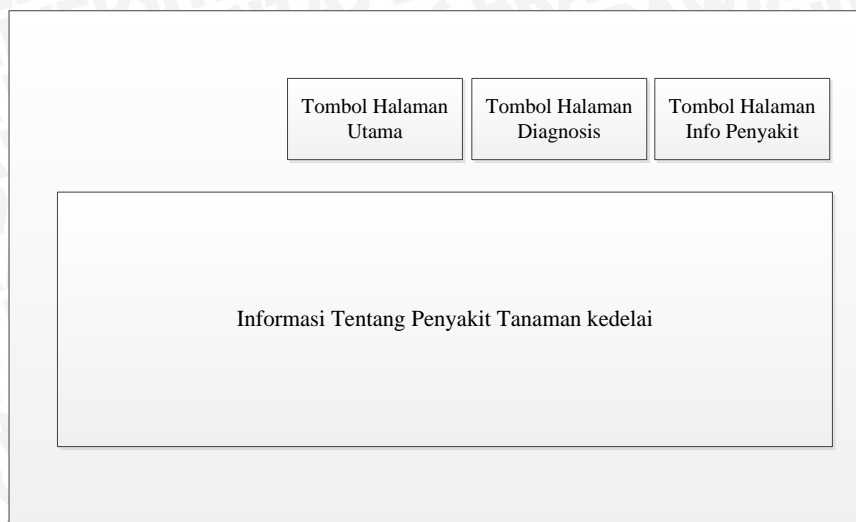 Tombol Halaman
Utama
Tombol Halaman
Diagnosis
Tombol Halaman
Info Penyakit
Informasi Tentang Penyakit Tanaman kedelai